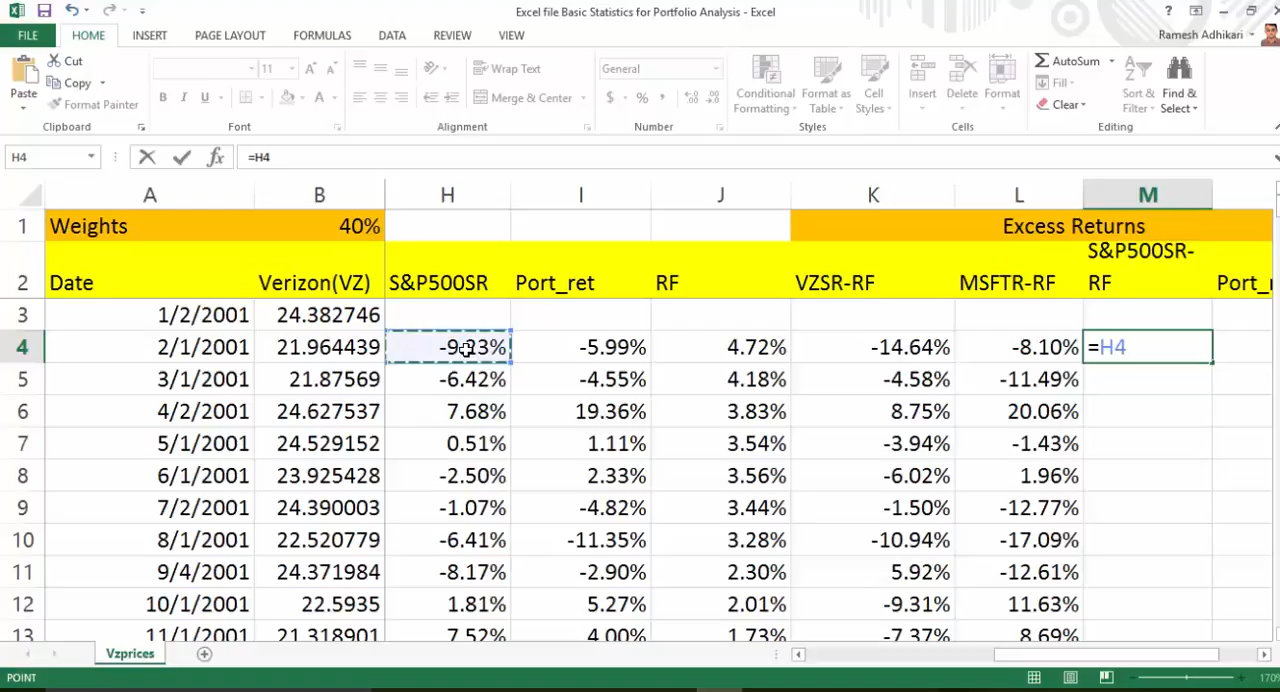 Excel file Basic Statistics for Portfolio Analysis - Excel
FILE HOME INSERT PAGE LAYOUT FORMULAS DATA REVIEW VIEW Ramesh Adhikari
Cut
Copy
Format Painter
Paste
Clipboard
11
B I U
Font
Wrap Text
Merge & Center
Alignment
General
$ %
Number
Conditional Formatting
Format as Table
Cell Styles
Styles
Insert Delete Format
Cells
AutoSum
Fill
Clear
Sort & Filter
Find & Select
Editing
H4 fx =H4
A B H I J K L M
1 Weights 40% Excess Returns
2 Date Verizon(VZ) S&P500SR Port_ret RF VZSR-RF MSFTR-RF S&P500SR-RF
3 1/2/2001 24.382746
4 2/1/2001 21.964439 -9.23% -5.99% 4.72% -14.64% -8.10% =H4
5 3/1/2001 21.87569 -6.42% -4.55% 4.18% -4.58% -11.49%
6 4/2/2001 24.627537 7.68% 19.36% 3.83% 8.75% 20.06%
7 5/1/2001 24.529152 0.51% 1.11% 3.54% -3.94% -1.43%
8 6/1/2001 23.925428 -2.50% 2.33% 3.56% -6.02% 1.96%
9 7/2/2001 24.390003 -1.07% -4.82% 3.44% -1.50% -12.77%
10 8/1/2001 22.520779 -6.41% -11.35% 3.28% -10.94% -17.09%
11 9/4/2001 24.371984 -8.17% -2.90% 2.30% 5.92% -12.61%
12 10/1/2001 22.5935 1.81% 5.27% 2.01% -9.31% 11.63%
13 11/1/2001 21.318901 7.52% 4.00% 1.73% -7.37% 8.69%
Vzprices
POINT 170%